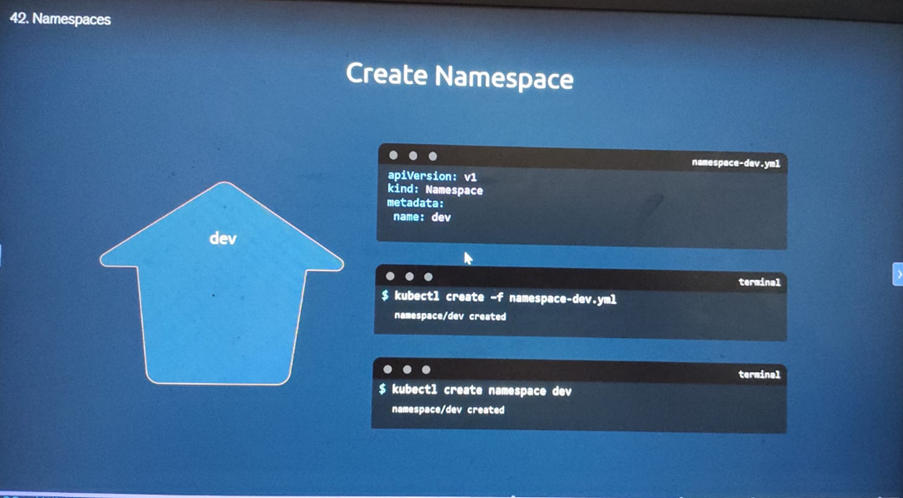 42. Namespaces
Create Namespace
dev
namespace-dev.yml
apiVersion: v1
kind: Namespace
metadata:
 name: dev
terminal
$ kubectl create -f namespace-dev.yml
namespace/dev created
terminal
$ kubectl create namespace dev
namespace/dev created